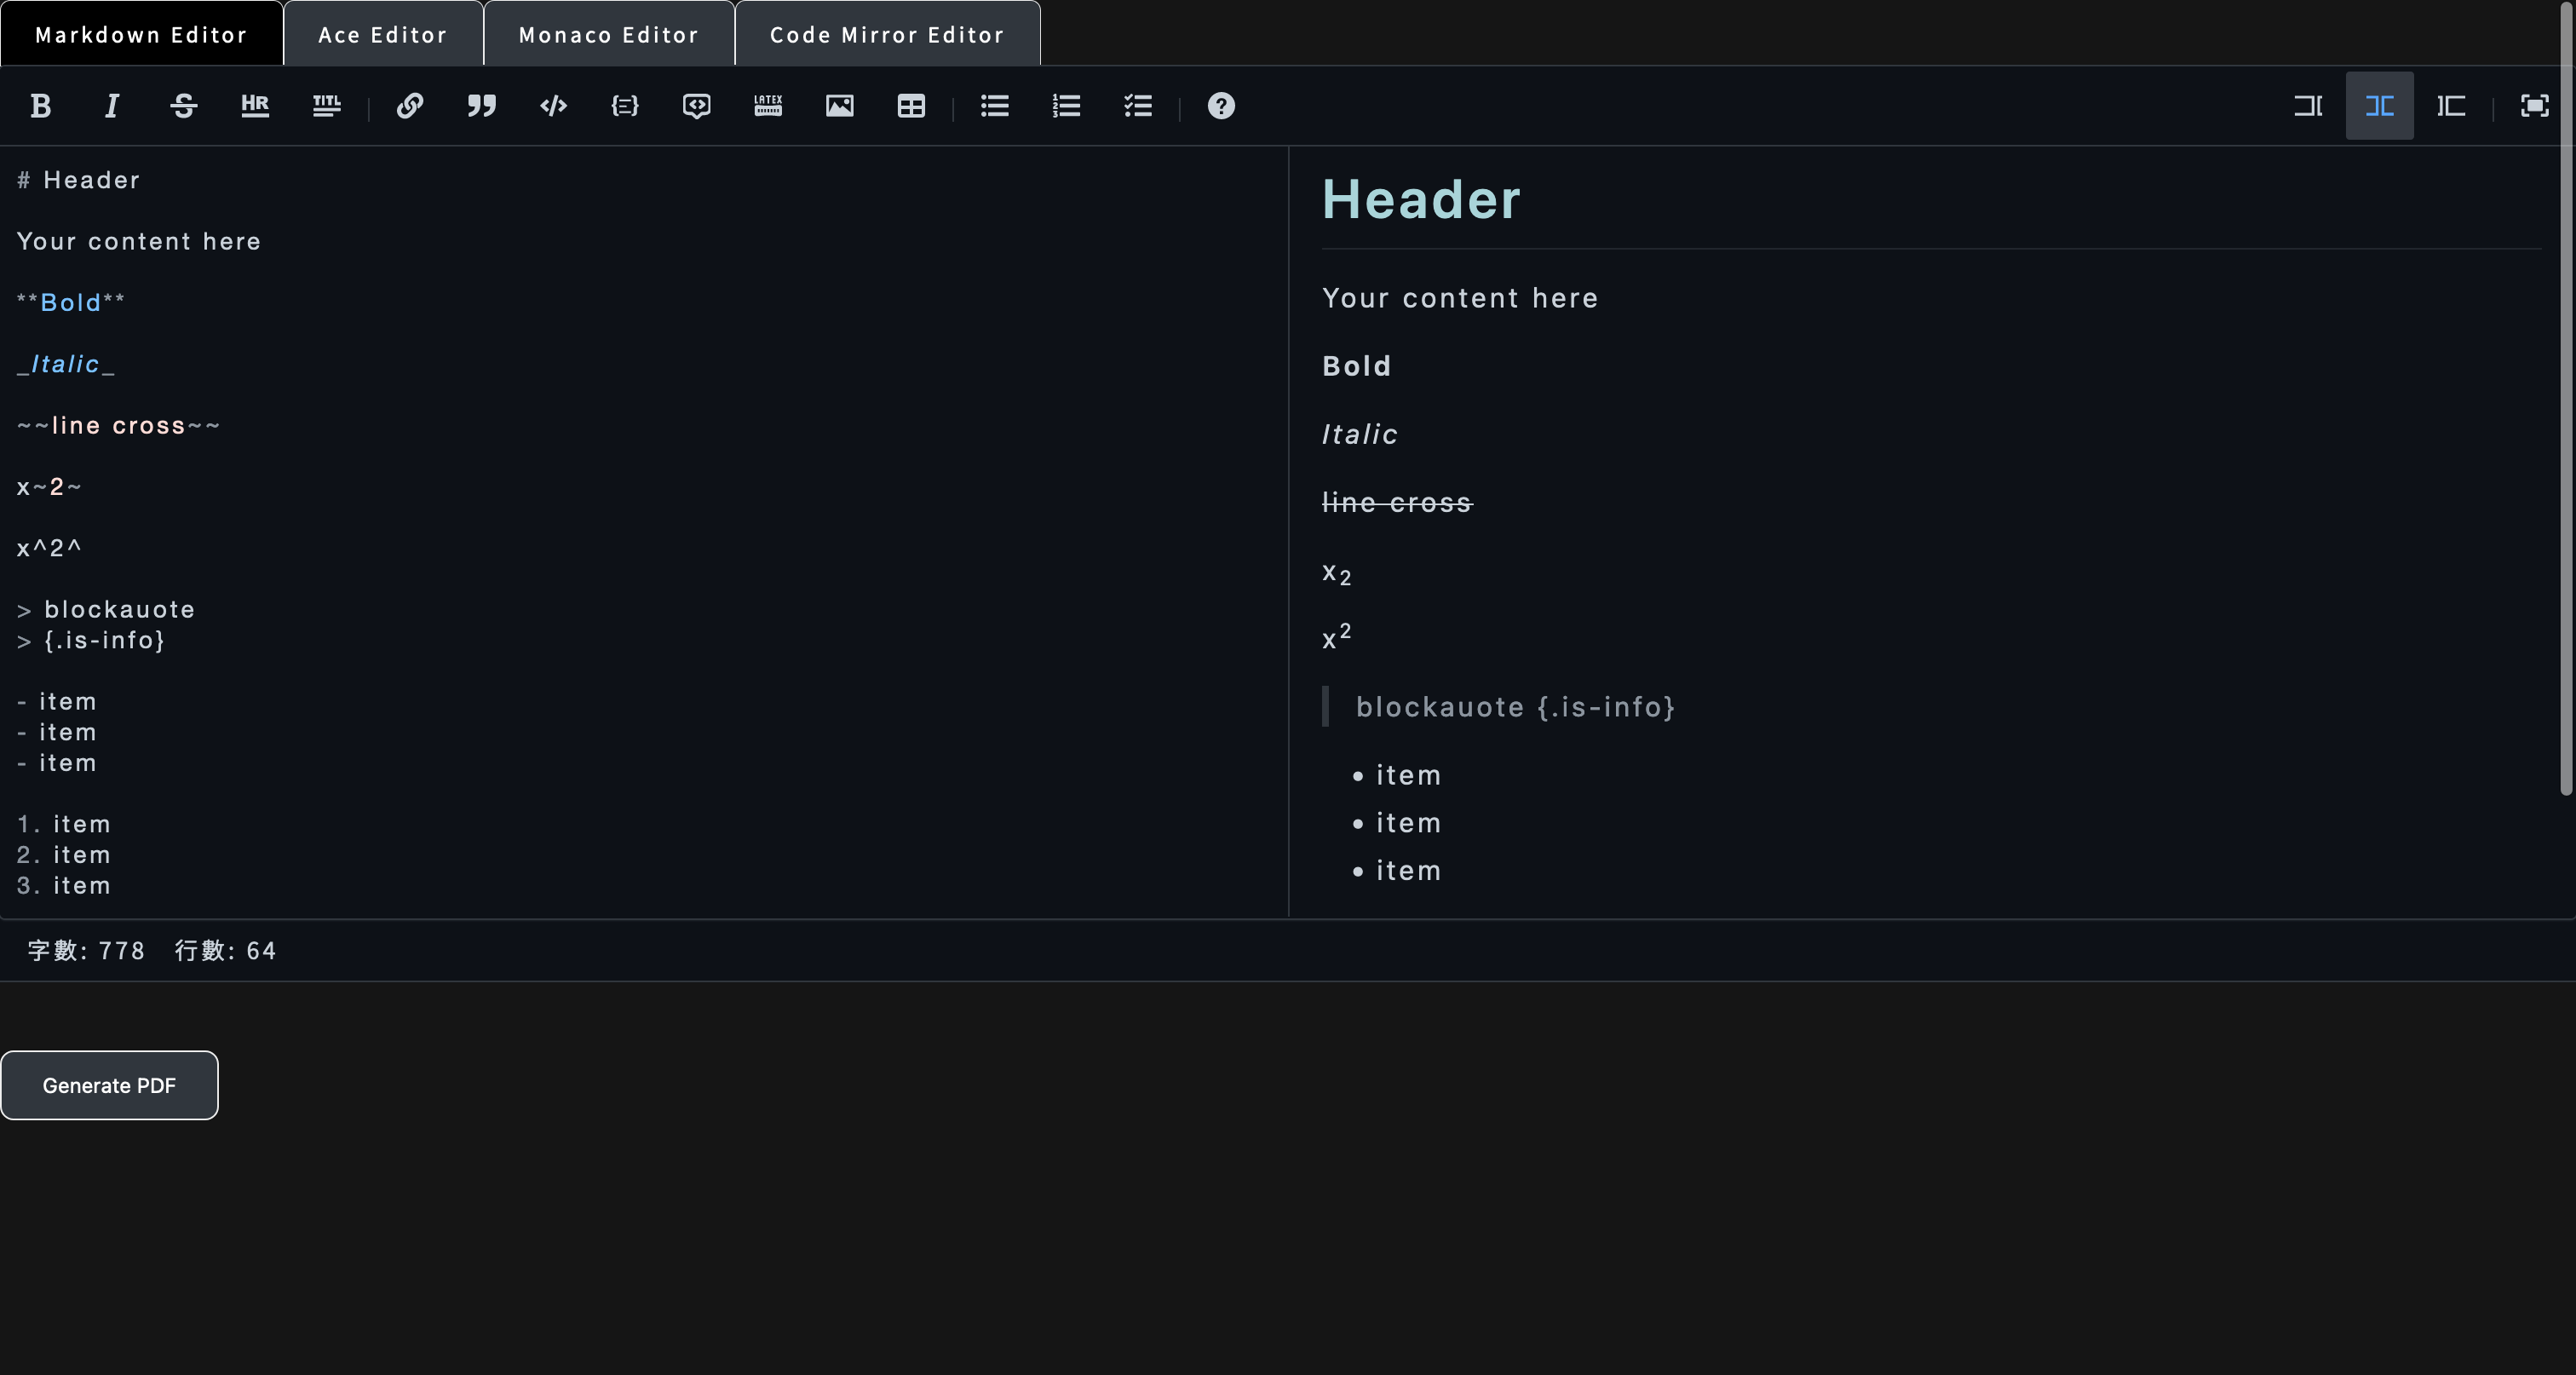 Markdown Editor Ace Editor Monaco Editor Code Mirror Editor
B I S HR TITL LATEX
# Header
Your content here
**Bold**
_Italic_
~~line cross~~
x~2~
x^2^
> blockauote
> {.is-info}
- item
- item
- item
1. item
2. item
3. item
Header
Your content here
Bold
Italic
line cross
x2
x2
blockauote {.is-info}
• item
• item
• item
字數: 778 行數: 64
Generate PDF